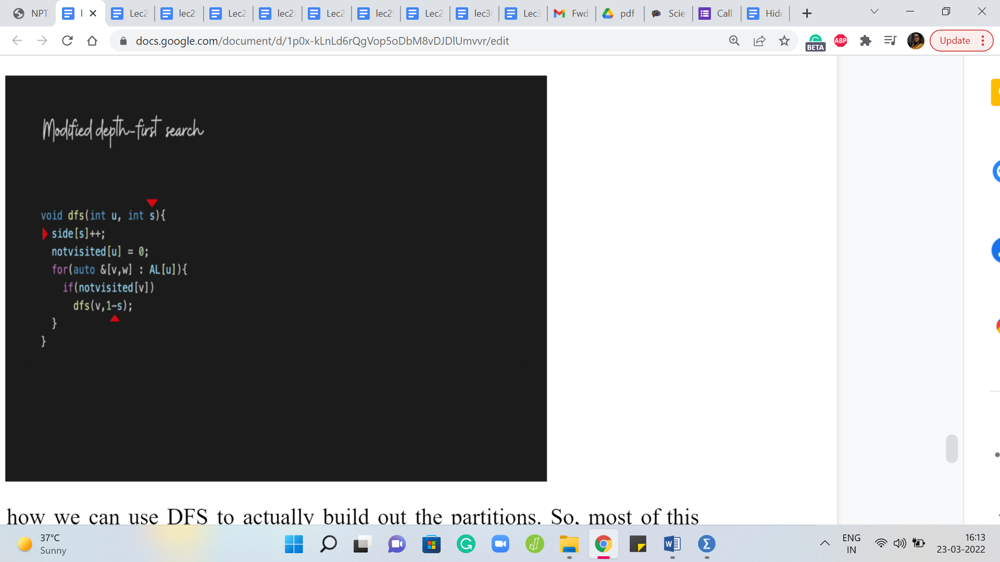 NPT
l
Lec2
lec2
Lec2
lec2
Lec2
lec2
Lec2
lec3
Lec3
Fwd
pdf
Scie
Call
Hid
docs.google.com/document/d/1p0x-kLnLd6rQgVop5oDbM8vDJDlUmvvr/edit
BETA
ABP
Update
Modified depth-first search
void dfs(int u, int s){
side[s]++;
notvisited[u] = 0;
for(auto &[v,w] : AL[u]){
if(notvisited[v])
dfs(v,1-s);
}
}
how we can use DFS to actually build out the partitions. So, most of this
37°C
Sunny
ENG
IN
16:13
23-03-2022